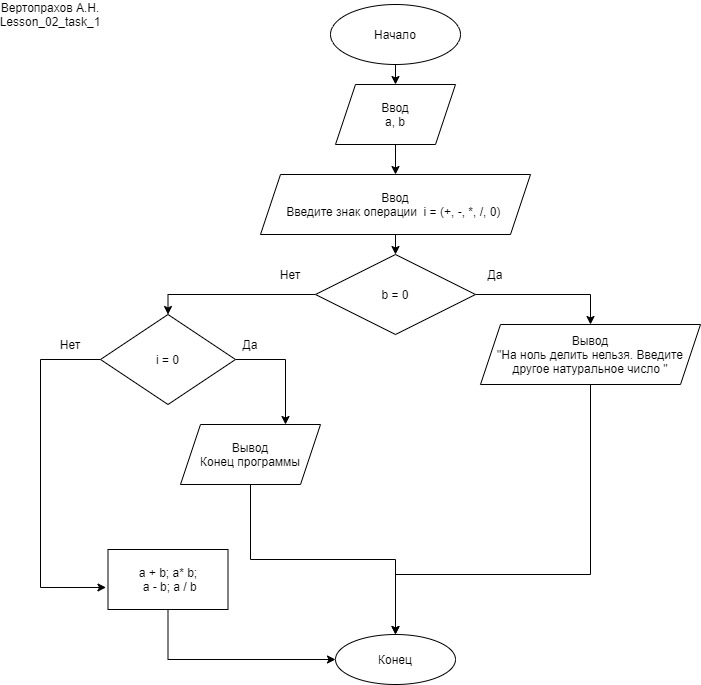 Вертопрахов А.Н.
Lesson_02_task_1
Начало
Ввод
a, b
Ввод
Введите знак операции i = (+, -, *, /, 0)
Нет
Да
b = 0
Нет
Да
i = 0
Вывод
"На ноль делить нельзя. Введите
другое натуральное число "
Вывод
Конец программы
a + b; a* b;
a - b; a / b
Конец